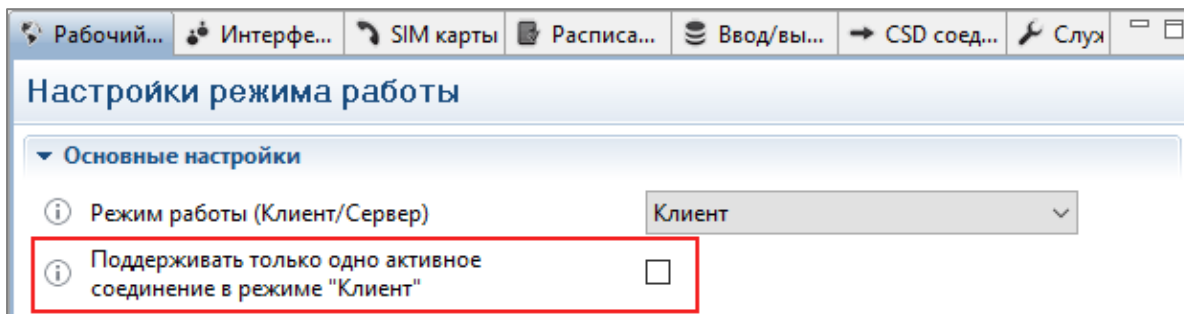 Рабочий... Интерфе... SIM карты Расписа... Ввод/вы... CSD соед... Служ
Настройки режима работы
Основные настройки
Режим работы (Клиент/Сервер) Клиент
Поддерживать только одно активное
соединение в режиме "Клиент"